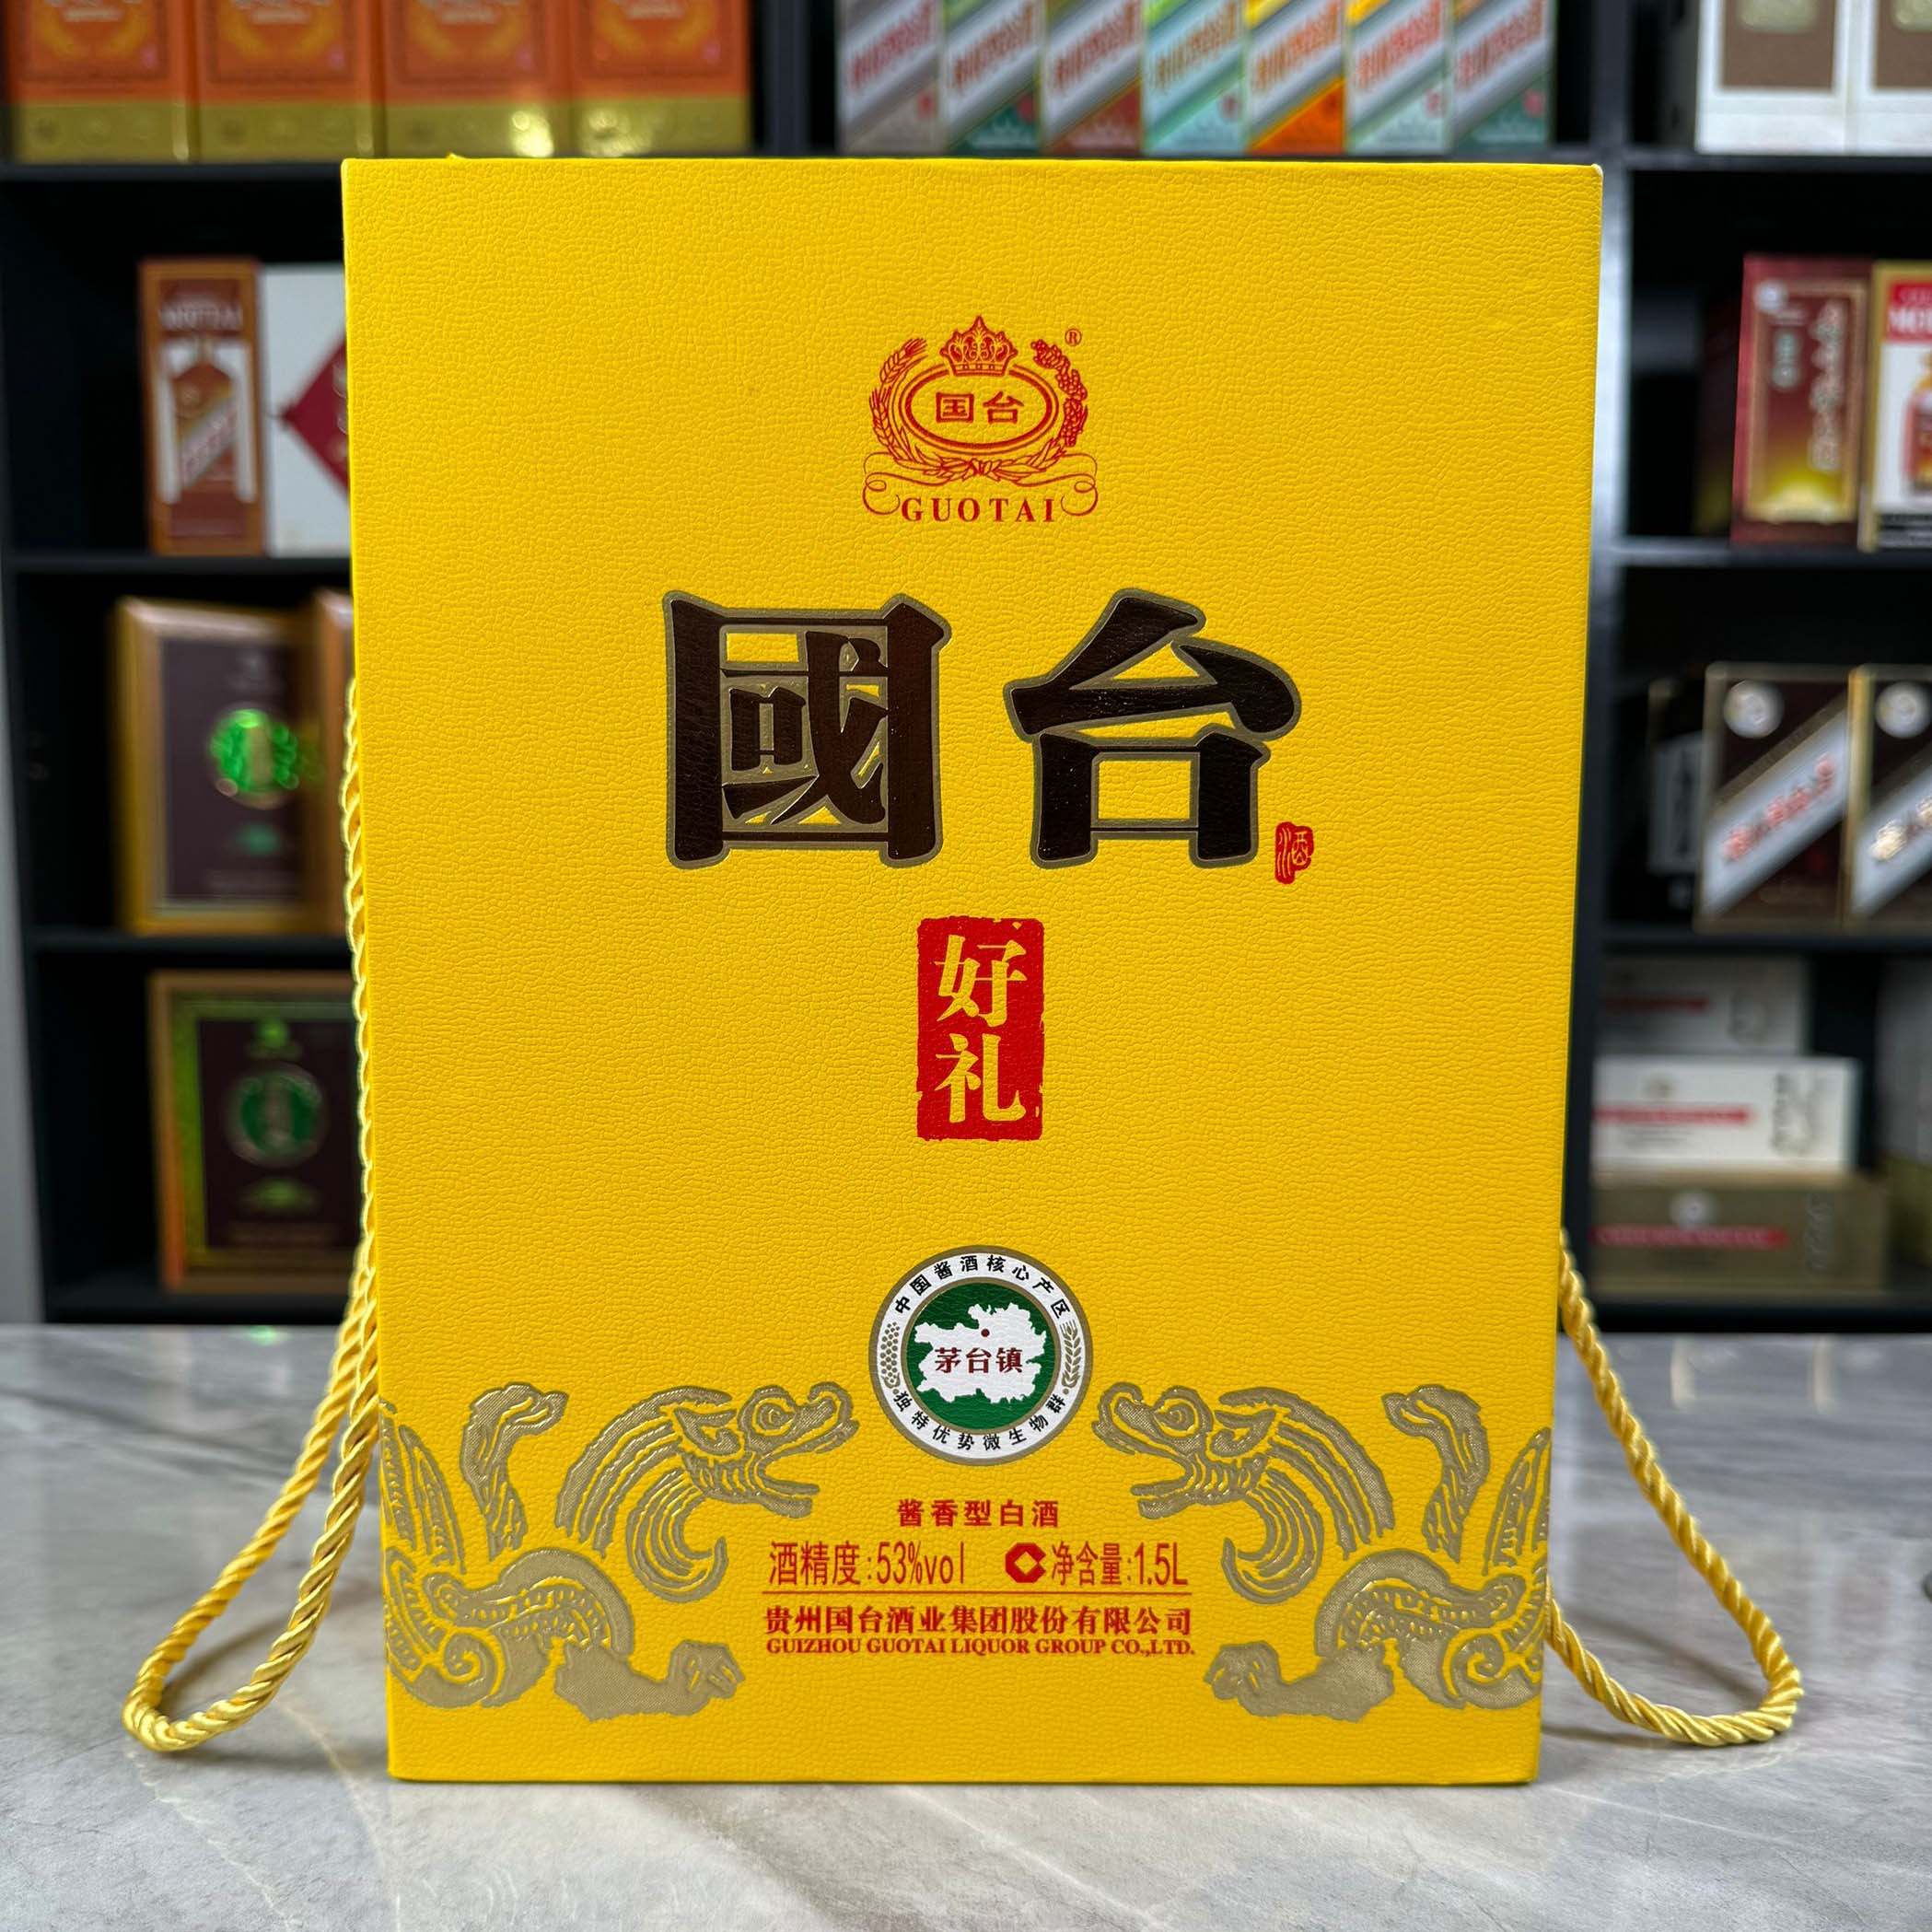 国台
®
GUOTAI
國台
酒
好
礼
中国酱酒核心产区
茅台镇
独特优势微生物群
酱香型白酒
酒精度:53%vol 净含量:1.5L
贵州国台酒业集团股份有限公司
GUIZHOU GUOTAI LIQUOR GROUP CO.,LTD.